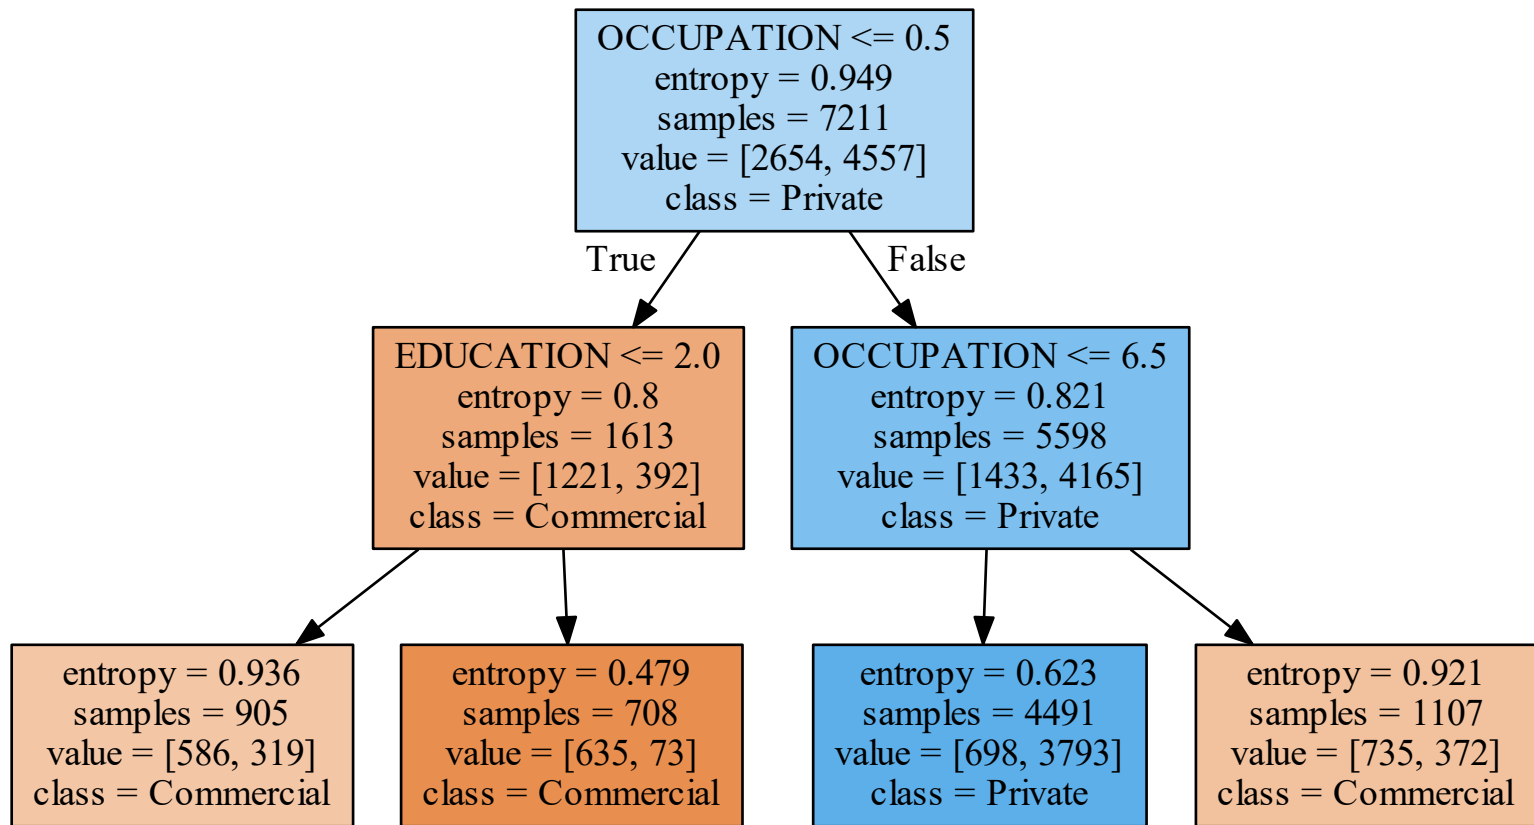 OCCUPATION <= 0.5
entropy = 0.949
samples = 7211
value = [2654, 4557]
class = Private
True
False
EDUCATION <= 2.0
entropy = 0.8
samples = 1613
value = [1221, 392]
class = Commercial
OCCUPATION <= 6.5
entropy = 0.821
samples = 5598
value = [1433, 4165]
class = Private
entropy = 0.936
samples = 905
value = [586, 319]
class = Commercial
entropy = 0.479
samples = 708
value = [635, 73]
class = Commercial
entropy = 0.623
samples = 4491
value = [698, 3793]
class = Private
entropy = 0.921
samples = 1107
value = [735, 372]
class = Commercial